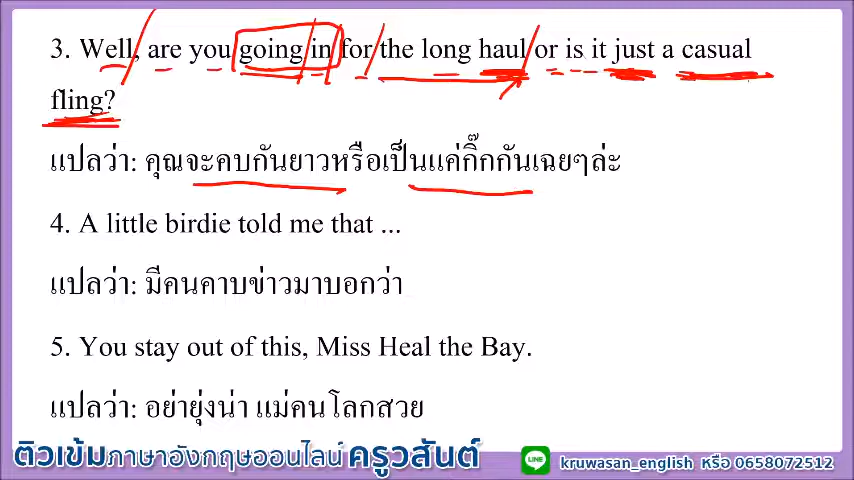 3. Well, are you going in for the long haul or is it just a casual
fling?
แปลว่า: คุณจะคบกันยาวหรือเป็นแค่กิ๊กกันเฉยๆล่ะ
4. A little birdie told me that ...
แปลว่า: มีคนคาบข่าวมาบอกว่า
5. You stay out of this, Miss Heal the Bay.
แปลว่า: อย่ายุ่งน่า แม่คนโลกสวย
ติวเข้มภาษาอังกฤษออนไลน์ ครูวสันต์ LINE kruwasan_english หรือ 0658072512